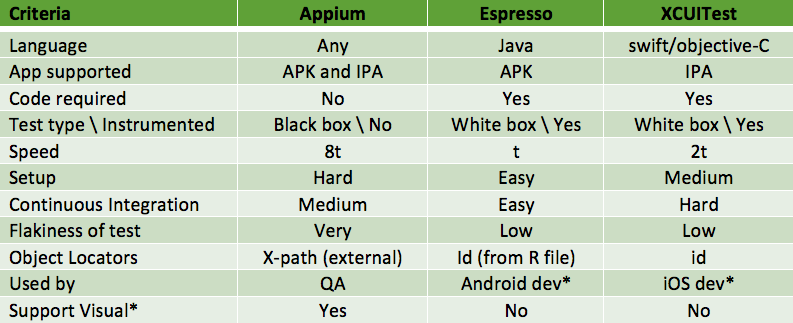 Criteria Appium Espresso XCUITest
Language Any Java swift/objective-C
App supported APK and IPA APK IPA
Code required No Yes Yes
Test type \ Instrumented Black box \ No White box \ Yes White box \ Yes
Speed 8t t 2t
Setup Hard Easy Medium
Continuous Integration Medium Easy Hard
Flakiness of test Very Low Low
Object Locators X-path (external) Id (from R file) id
Used by QA Android dev* iOS dev*
Support Visual* Yes No No